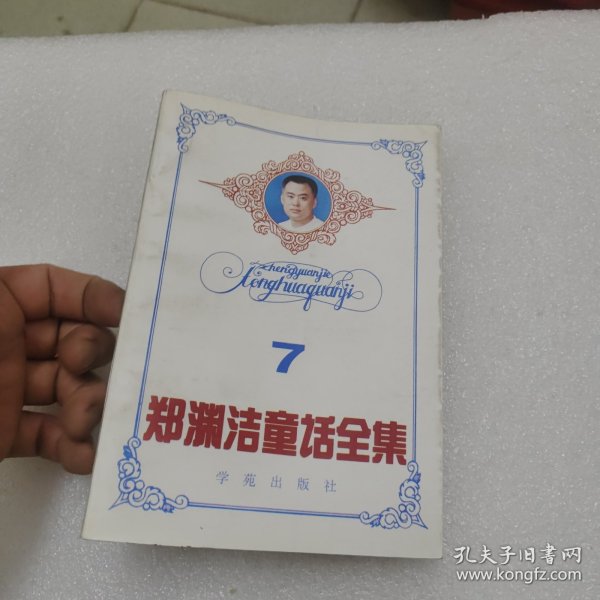 zhengyuanjie
tonghuaquanji
7
郑渊洁童话全集
学苑出版社
孔夫子旧书网
www.kongfz.com